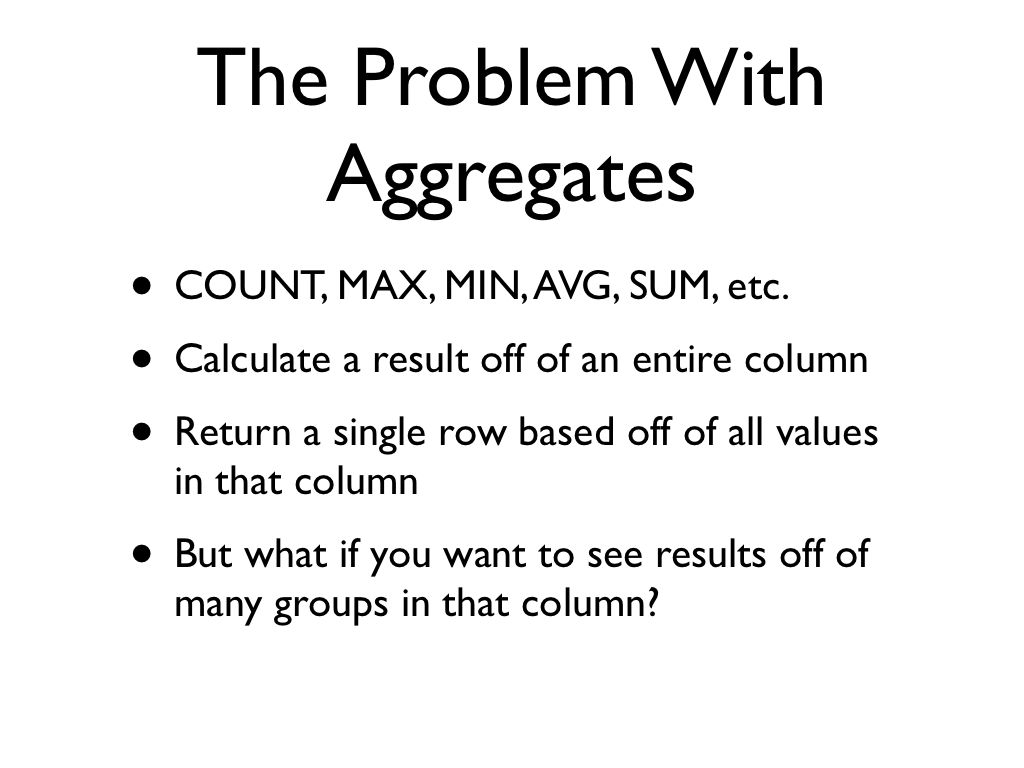 The Problem With
Aggregates
• COUNT, MAX, MIN, AVG, SUM, etc.
• Calculate a result off of an entire column
• Return a single row based off of all values
in that column
• But what if you want to see results off of
many groups in that column?